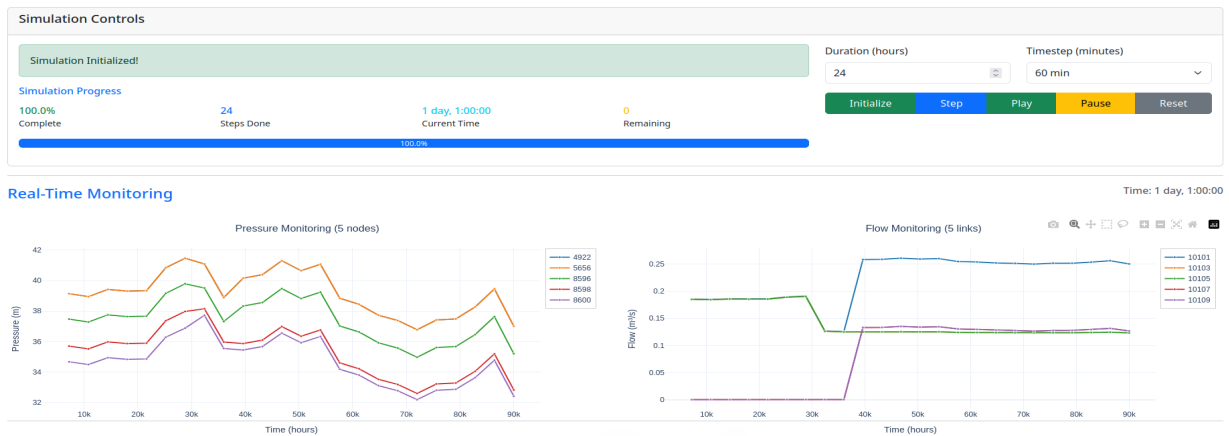 Simulation Controls
Simulation Initialized!
Duration (hours) Timestep (minutes)
24 60 min
Simulation Progress
100.0% 24 1 day, 1:00:00 0
Complete Steps Done Current Time Remaining
Initialize Step Play Pause Reset
100.0%
Real-Time Monitoring
Time: 1 day, 1:00:00
Pressure Monitoring (5 nodes)
42
40
38
36
34
32
Pressure (m)
10k 20k 30k 40k 50k 60k 70k 80k 90k
Time (hours)
4922
5656
8596
8598
8600
Flow Monitoring (5 links)
0.25
0.2
0.15
0.1
0.05
0
Flow (m³/s)
10k 20k 30k 40k 50k 60k 70k 80k 90k
Time (hours)
10101
10103
10105
10107
10109